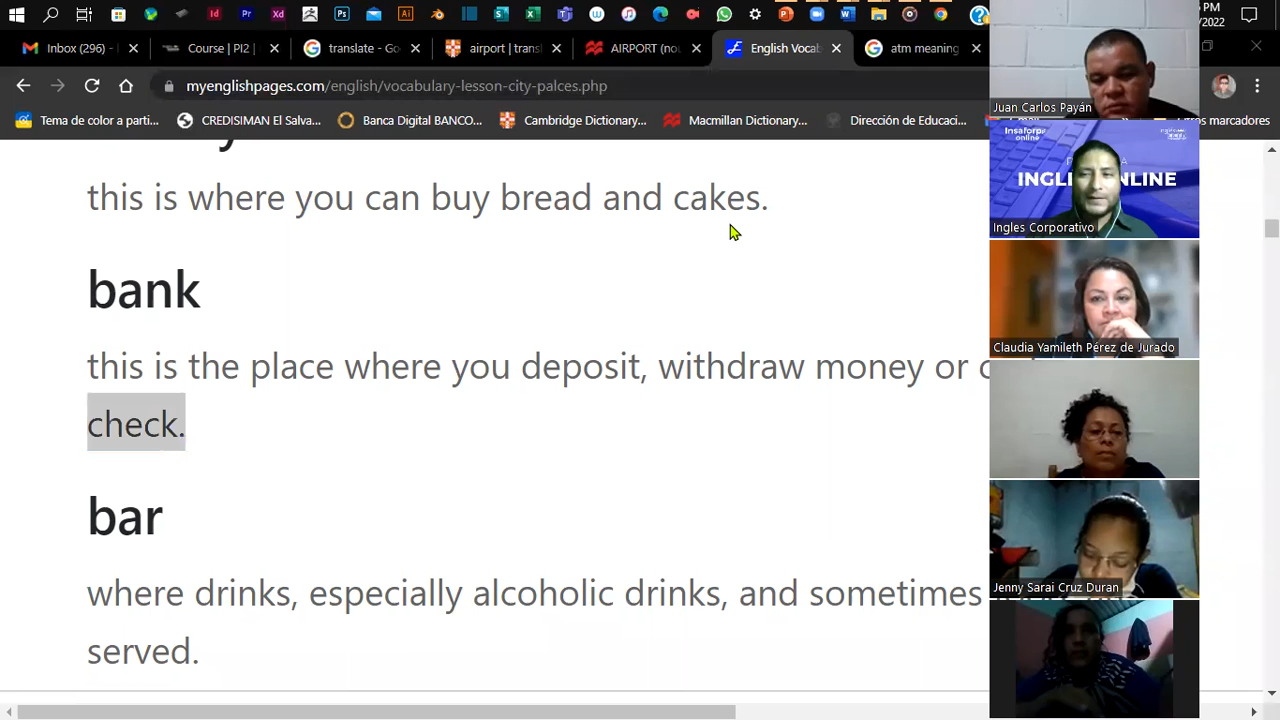 Inbox (296) -
Course | PI2 |
translate - Go
airport | transl
AIRPORT (nou
English Vocab
atm meaning
myenglishpages.com/english/vocabulary-lesson-city-palces.php
Tema de color a parti...
CREDISIMAN El Salva...
Banca Digital BANCO...
Cambridge Dictionary...
Macmillan Dictionary...
Dirección de Educaci...
marcadores
this is where you can buy bread and cakes.
bank
this is the place where you deposit, withdraw money or
check.
bar
where drinks, especially alcoholic drinks, and sometimes
served.
Juan Carlos Payán
Insaforp
online
Ingles Corporativo
Claudia Yamileth Pérez de Jurado
Jenny Sarai Cruz Duran